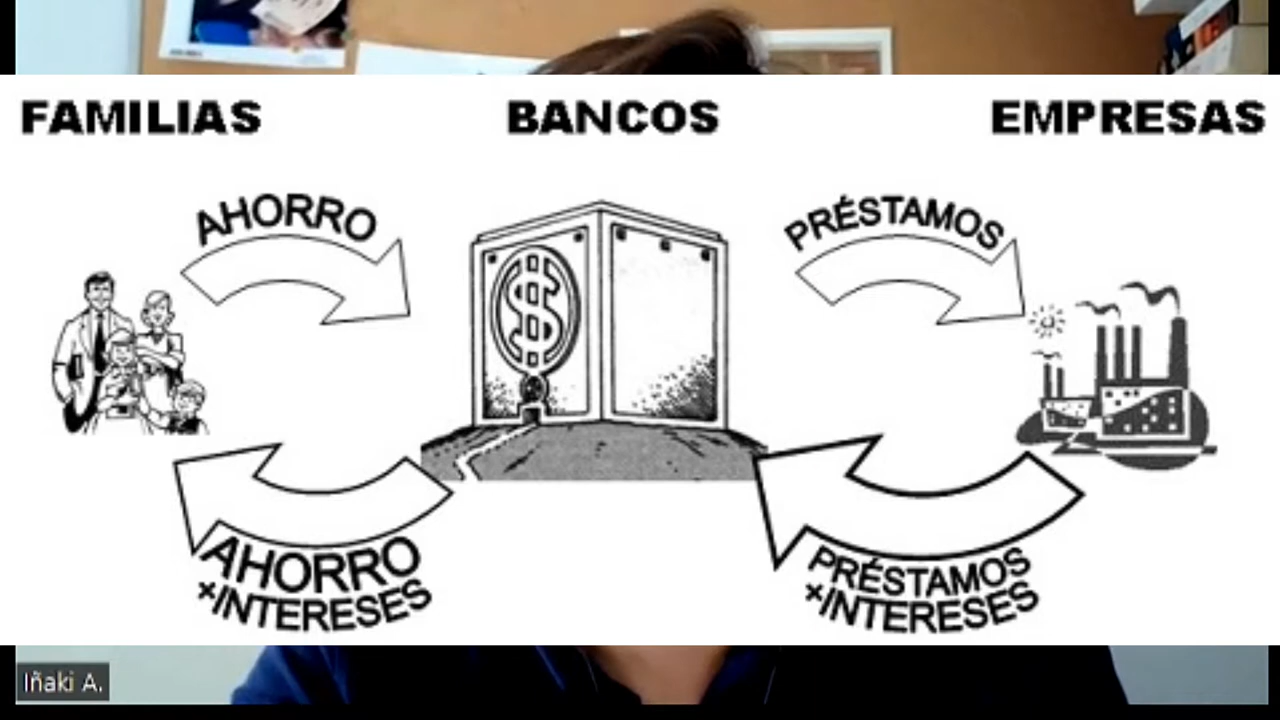 FAMILIAS
BANCOS
EMPRESAS
AHORRO
PRÉSTAMOS
$
AHORRO
+INTERESES
PRÉSTAMOS
+INTERESES
Iñaki A.